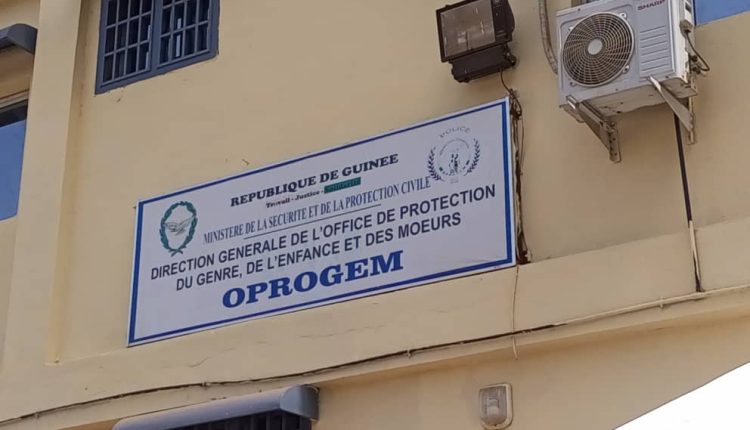 SHARP
POLICE
REPUBLIQUE DE GUINEE
Travail - Justice -
MINISTERE DE LA SECURITE ET DE LA PROTECTION CIVILE
DIRECTION GENERALE DE L'OFFICE DE PROTECTION
DU GENRE, DE L'ENFANCE ET DES MOEURS
OPROGEM